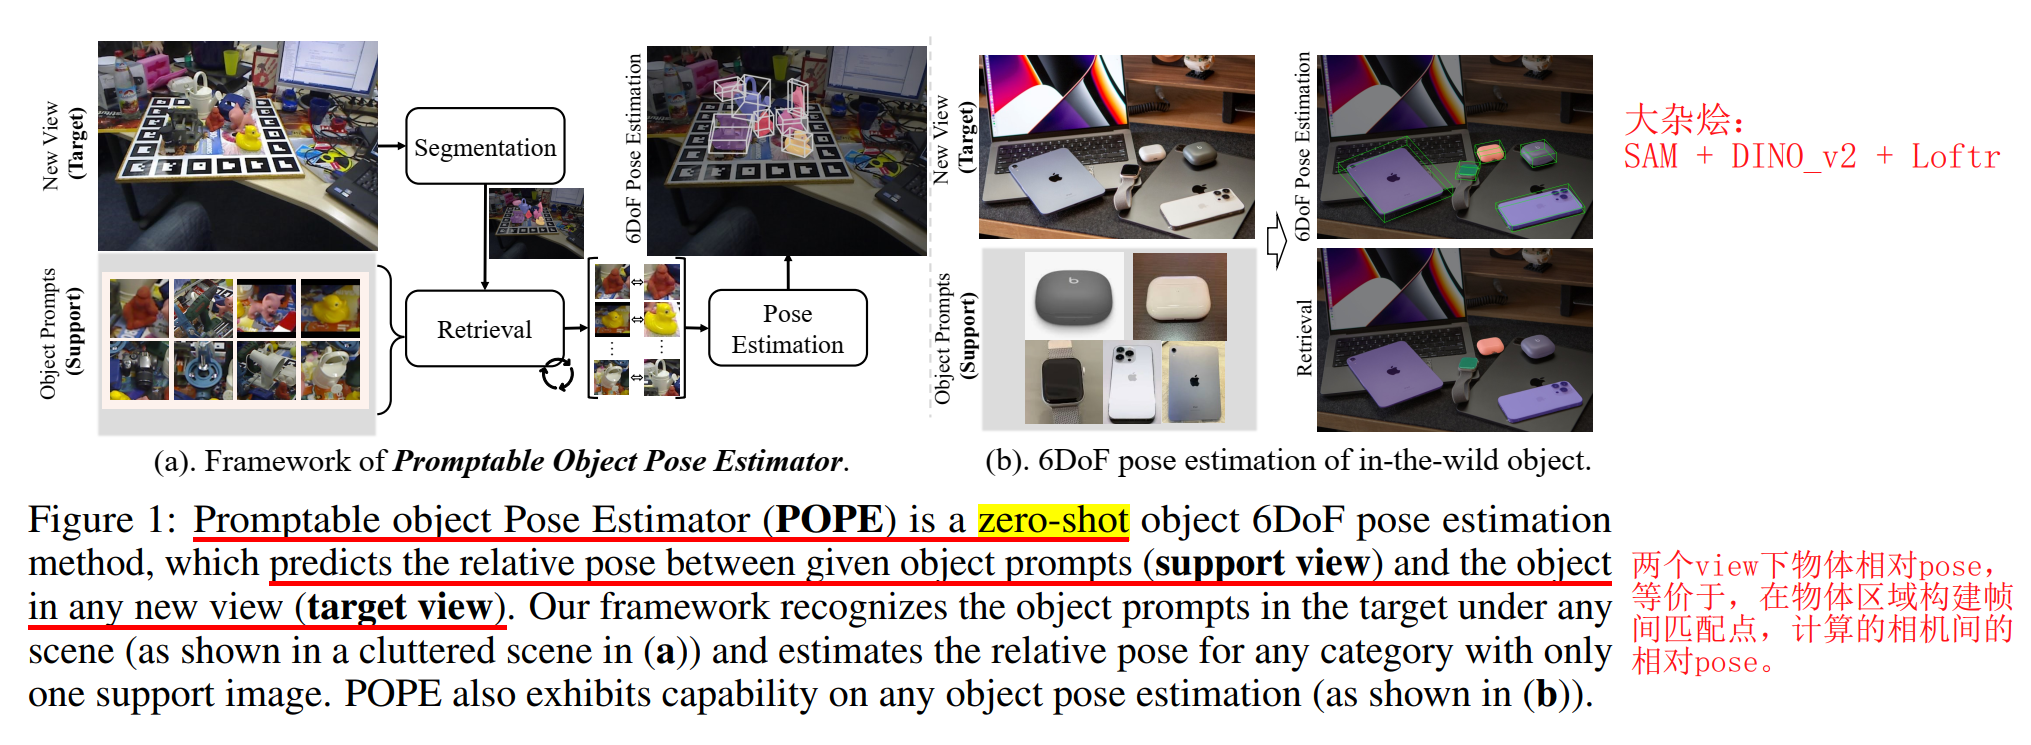 New View
(Target)
Object Prompts
(Support)
Segmentation
Retrieval
6DoF Pose Estimation
Pose
Estimation
New View
(Target)
Object Prompts
(Support)
6DoF Pose Estimation
Retrieval
大杂烩：
SAM + DINO_v2 + Loftr
(a). Framework of Promptable Object Pose Estimator.
(b). 6DoF pose estimation of in-the-wild object.
Figure 1: Promptable object Pose Estimator (POPE) is a zero-shot object 6DoF pose estimation
method, which predicts the relative pose between given object prompts (support view) and the object
in any new view (target view). Our framework recognizes the object prompts in the target under any
scene (as shown in a cluttered scene in (a)) and estimates the relative pose for any category with only
one support image. POPE also exhibits capability on any object pose estimation (as shown in (b)).
两个view下物体相对pose，
等价于，在物体区域构建帧
间匹配点，计算的相机间的
相对pose。